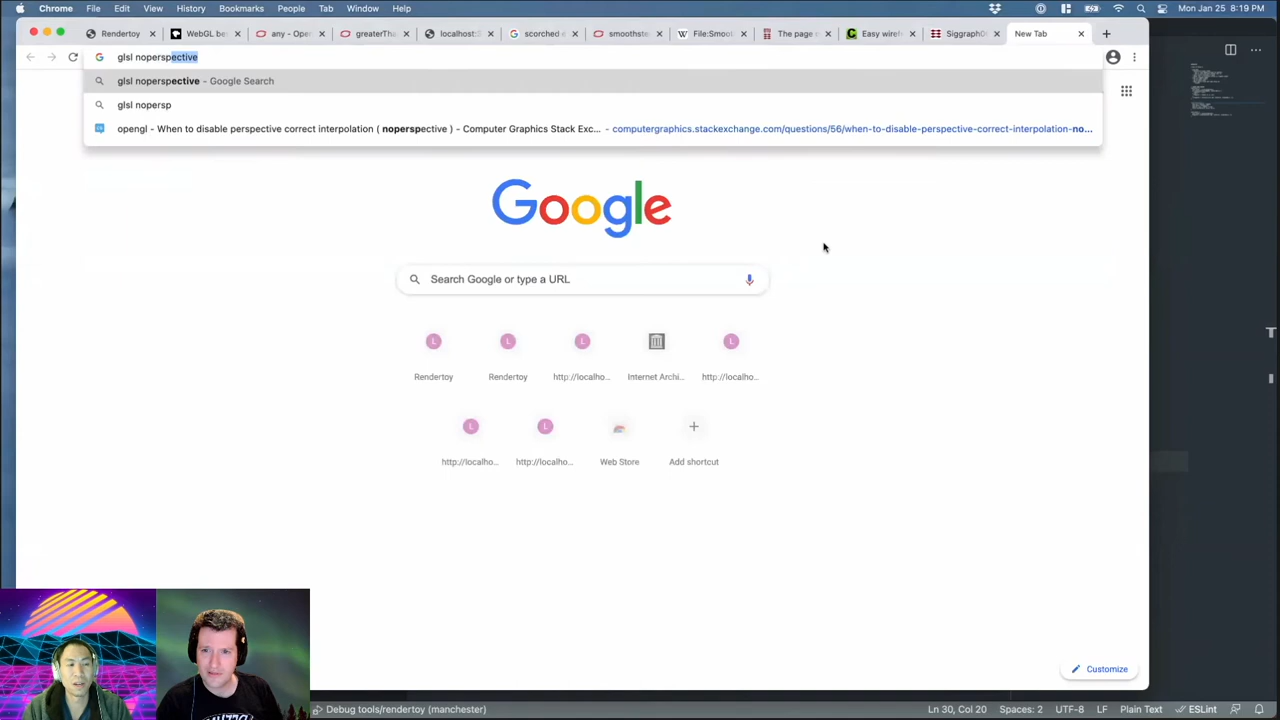 Chrome File Edit View History Bookmarks People Tab Window Help Mon Jan 25 8:19 PM
Rendertoy WebGL be any - Open greaterTha localhost:5 scorched e smoothste File:Smoo The page c Easy wiref SiggraphD New Tab
glsl noperspective
glsl noperspective - Google Search
glsl nopersp
opengl - When to disable perspective correct interpolation ( noperspective ) - Computer Graphics Stack Exc... - computergraphics.stackexchange.com/questions/56/when-to-disable-perspective-correct-interpolation-no...
Google
Search Google or type a URL
L L L L
Rendertoy Rendertoy http://localho... Internet Archi... http://localho...
L L
http://localho... http://localho... Web Store Add shortcut
Customize
Debug tools/rendertoy (manchester) Ln 30, Col 20 Spaces: 2 UTF-8 LF Plain Text ESLint